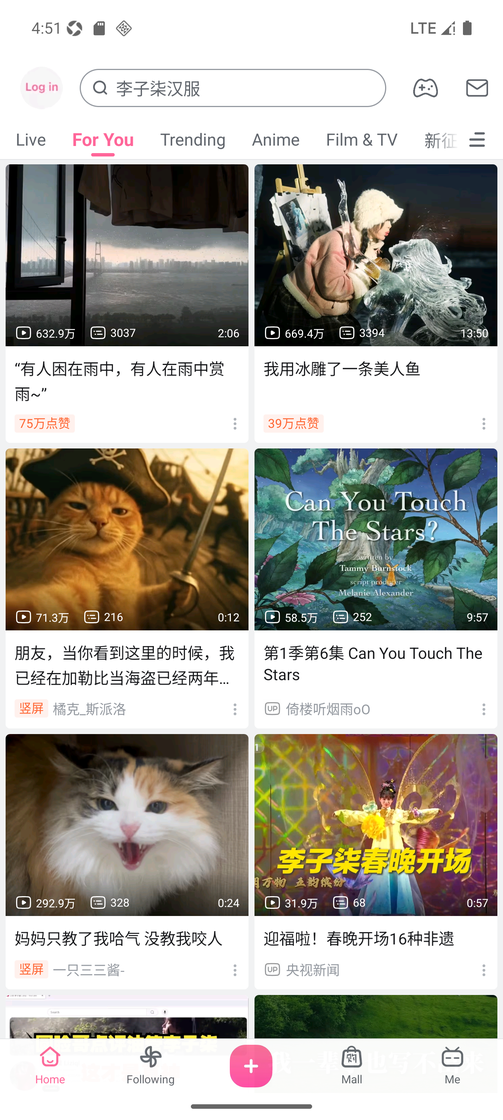 4:51
LTE
Log in
李子柒汉服
Live
For You
Trending
Anime
Film & TV
新征
632.9万
3037
2:06
“有人困在雨中，有人在雨中赏
雨~”
75万点赞
669.4万
3394
13:50
我用冰雕了一条美人鱼
39万点赞
71.3万
216
0:12
朋友，当你看到这里的时候，我
已经在加勒比当海盗已经两年...
竖屏
橘克_斯派洛
Can You Touch
The Stars?
written by
Tammy Burnstock
script producer
Melanie Alexander
58.5万
252
9:57
第1季第6集 Can You Touch The
Stars
UP
倚楼听烟雨oO
292.9万
328
0:24
妈妈只教了我哈气 没教我咬人
竖屏
一只三三酱-
李子柒春晚开场
31.9万
68
0:57
迎福啦！春晚开场16种非遗
UP
央视新闻
Home
Following
Mall
Me